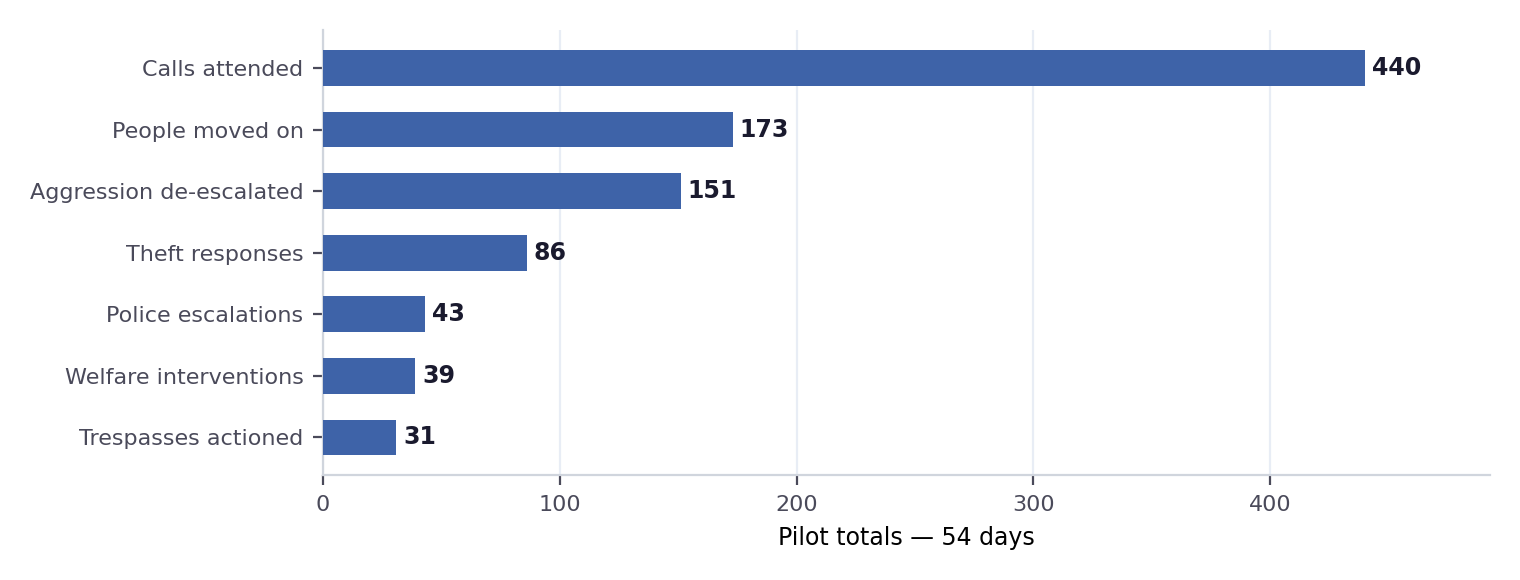 Calls attended 440
People moved on 173
Aggression de-escalated 151
Theft responses 86
Police escalations 43
Welfare interventions 39
Trespasses actioned 31
0 100 200 300 400
Pilot totals — 54 days